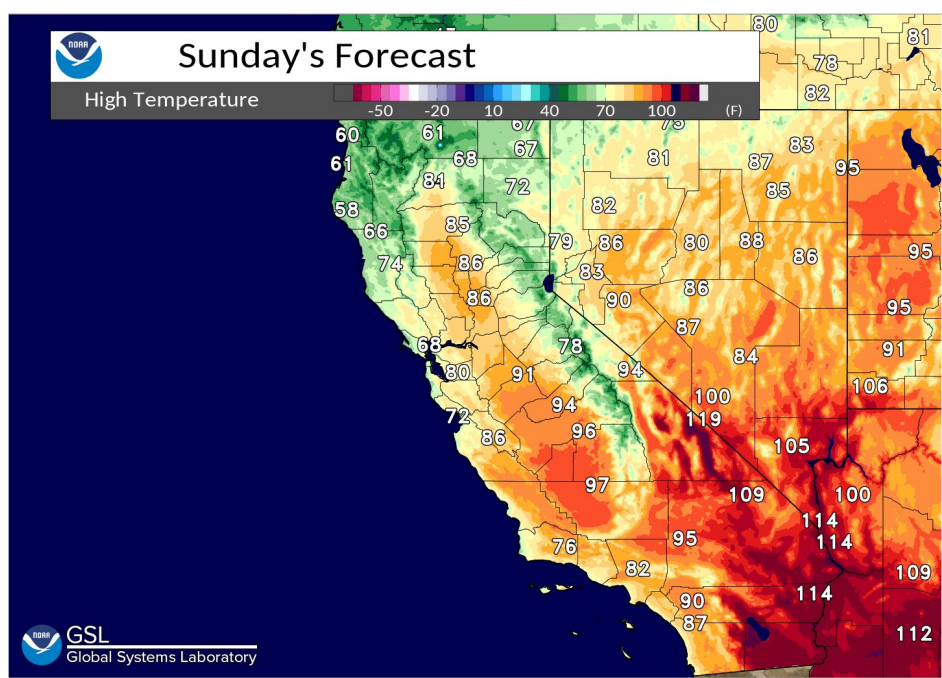 80
81
NOAA
Sunday's Forecast
78
High Temperature
-50 -20 10 40 70 100 (F)
82
60 61 67 75
83
61 68 67 81 87 95
81 72 85
58 82
66 85
79 86 80 88 95
74 86 83 86
86 90 86 95
87
68 78 84 91
80 91 94 106
94 100
72 96 119
86 105
97 109 100
114
76 95 114
82 109
90 114
87 112
NOAA
GSL
Global Systems Laboratory